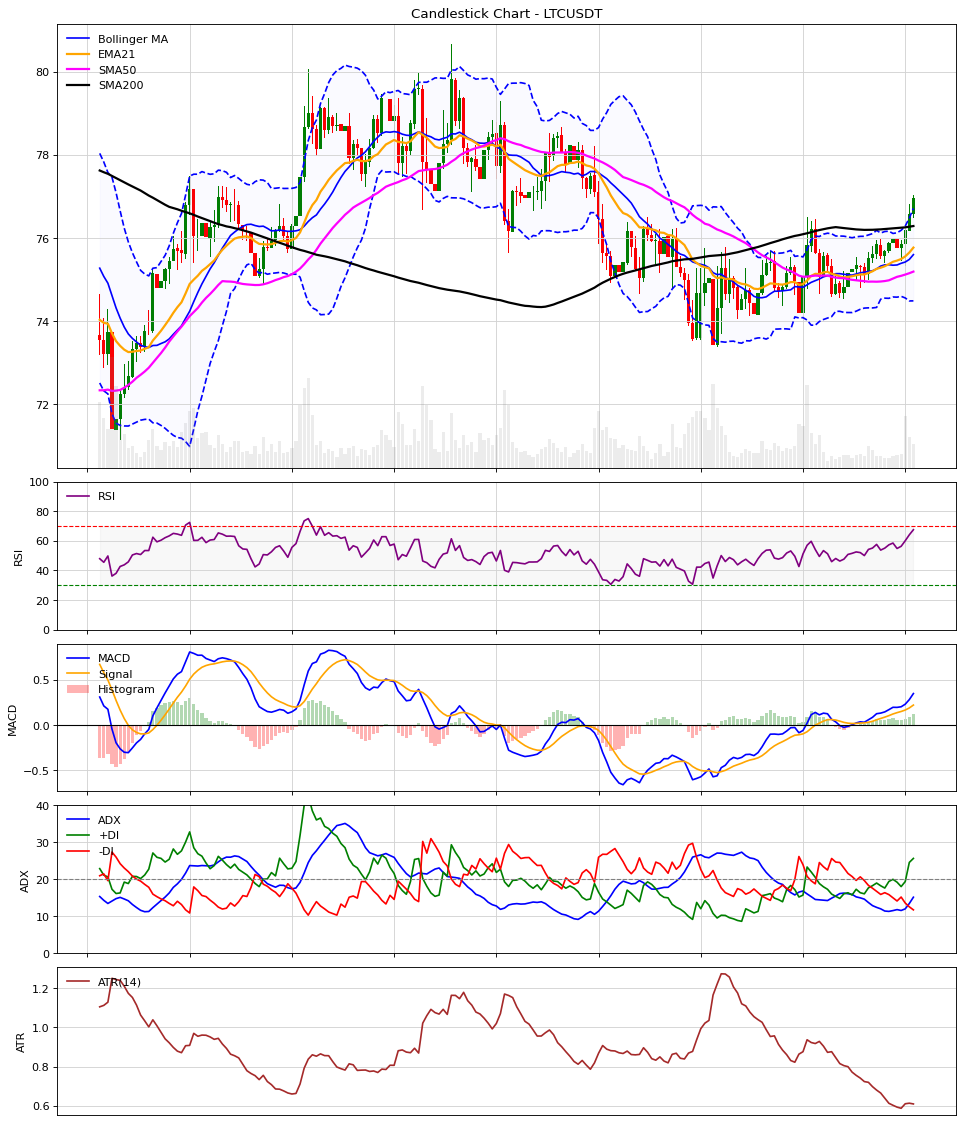 Candlestick Chart - LTCUSDT
Bollinger MA
EMA21
SMA50
SMA200
80
78
76
74
72
RSI
100
80
60
40
20
0
RSI
MACD
Signal
Histogram
0.5
0.0
−0.5
MACD
ADX
+DI
-DI
40
30
20
10
0
ADX
ATR(14)
1.2
1.0
0.8
0.6
ATR